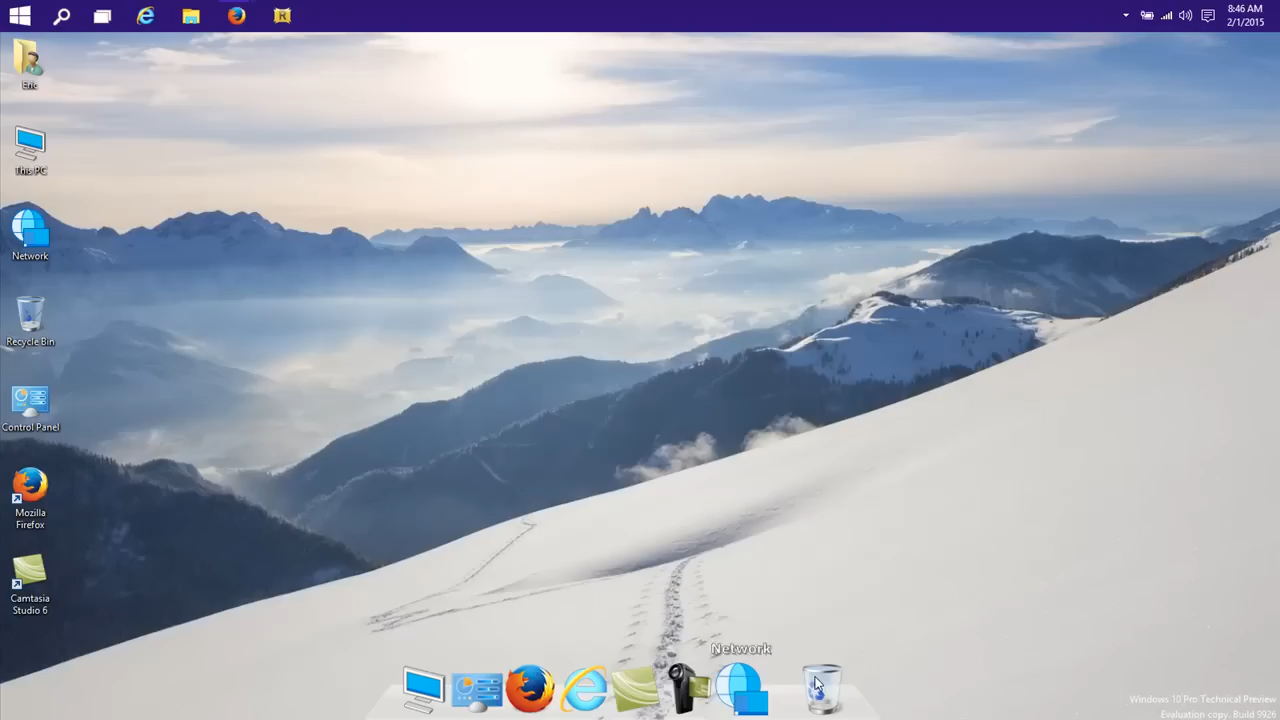 8:46 AM
2/1/2015
R
Eric
This PC
Network
Recycle Bin
Control Panel
Mozilla
Firefox
Camtasia
Studio 6
Network
Windows 10 Pro Technical Preview
Evaluation copy. Build 9926